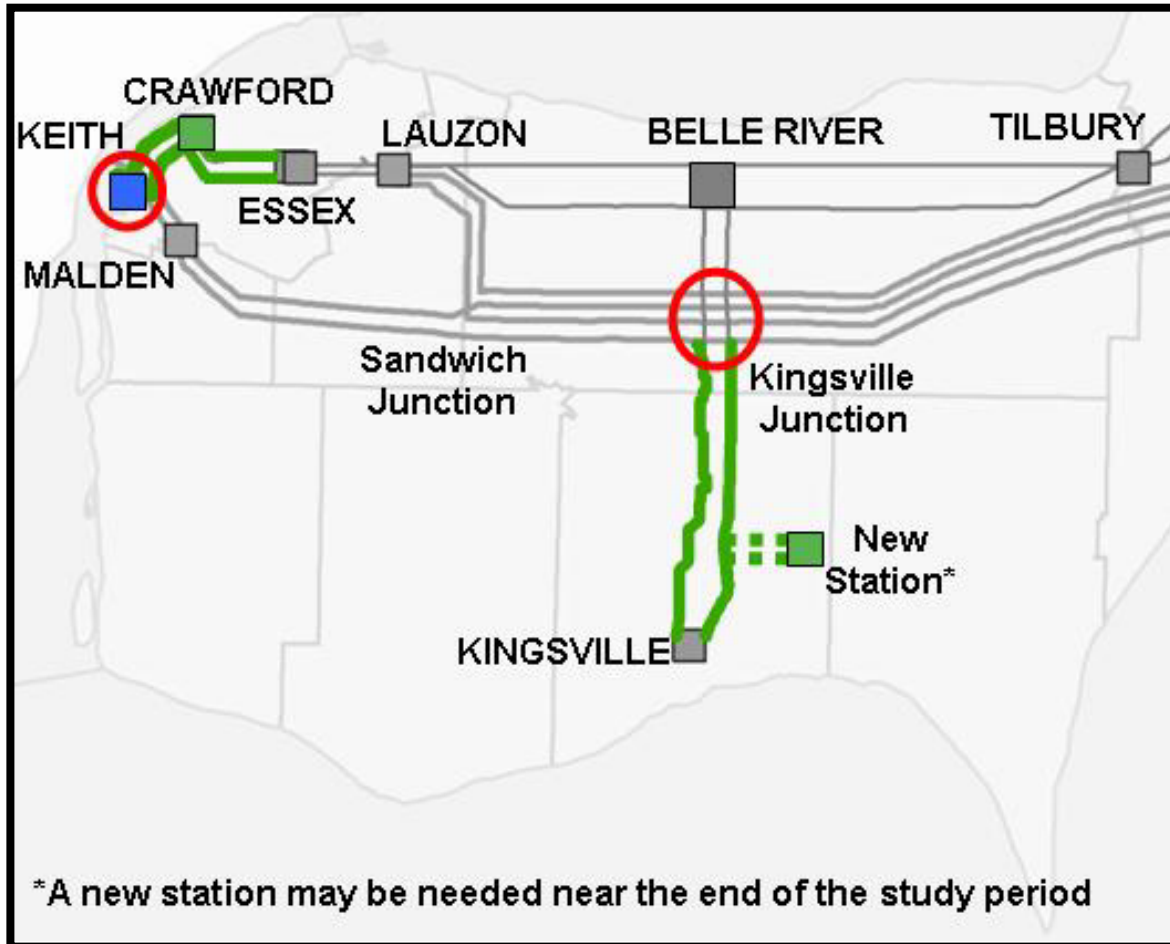 CRAWFORD
KEITH
LAUZON
BELLE RIVER
TILBURY
ESSEX
MALDEN
Sandwich
Junction
Kingsville
Junction
New
Station*
KINGSVILLE
*A new station may be needed near the end of the study period